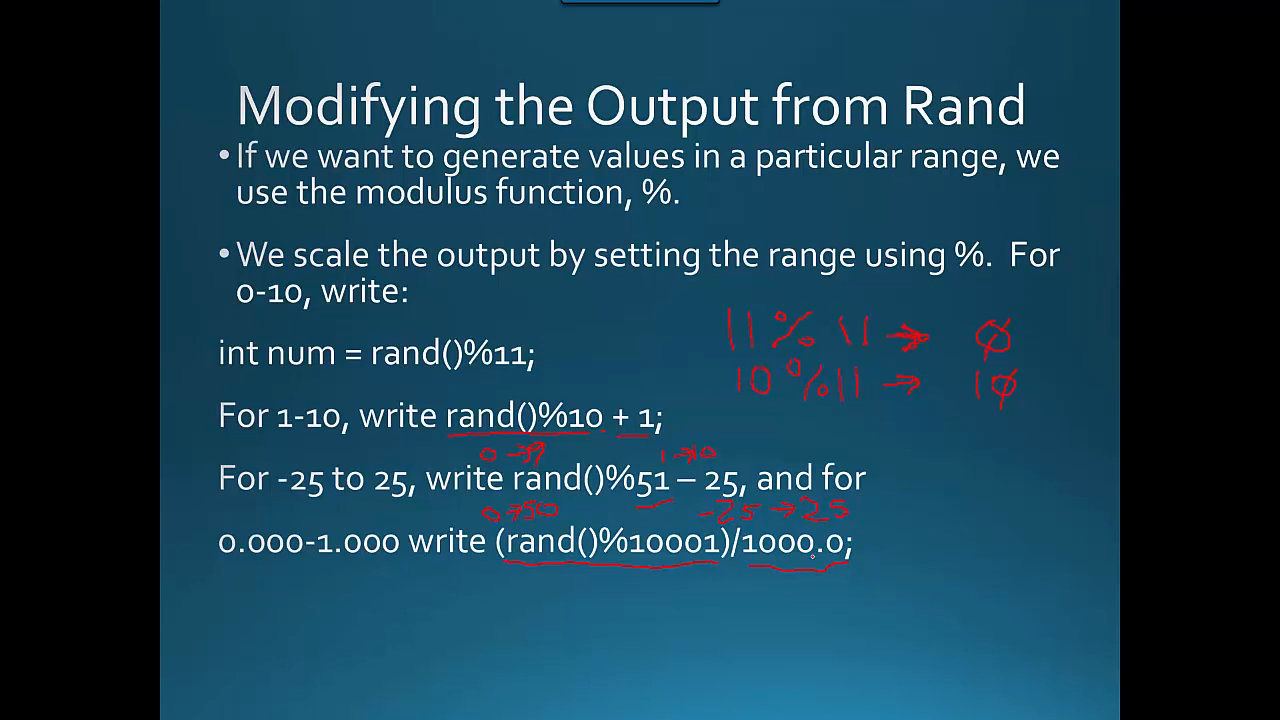 Modifying the Output from Rand
• If we want to generate values in a particular range, we
use the modulus function, %.
• We scale the output by setting the range using %. For
0-10, write:
11 % 11 → 0
int num = rand()%11;
10 % 11 → 10
For 1-10, write rand()%10 + 1;
0 → 9 1 → 10
For -25 to 25, write rand()%51 – 25, and for
0 → 50 -25 → 25
0.000-1.000 write (rand()%10001)/1000.0;